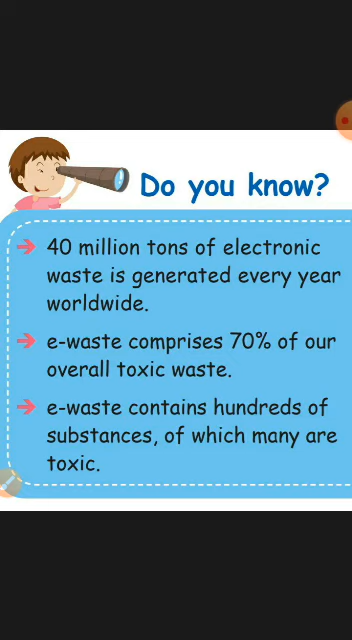 Do you know?
➔ 40 million tons of electronic
waste is generated every year
worldwide.
➔ e-waste comprises 70% of our
overall toxic waste.
➔ e-waste contains hundreds of
substances, of which many are
toxic.